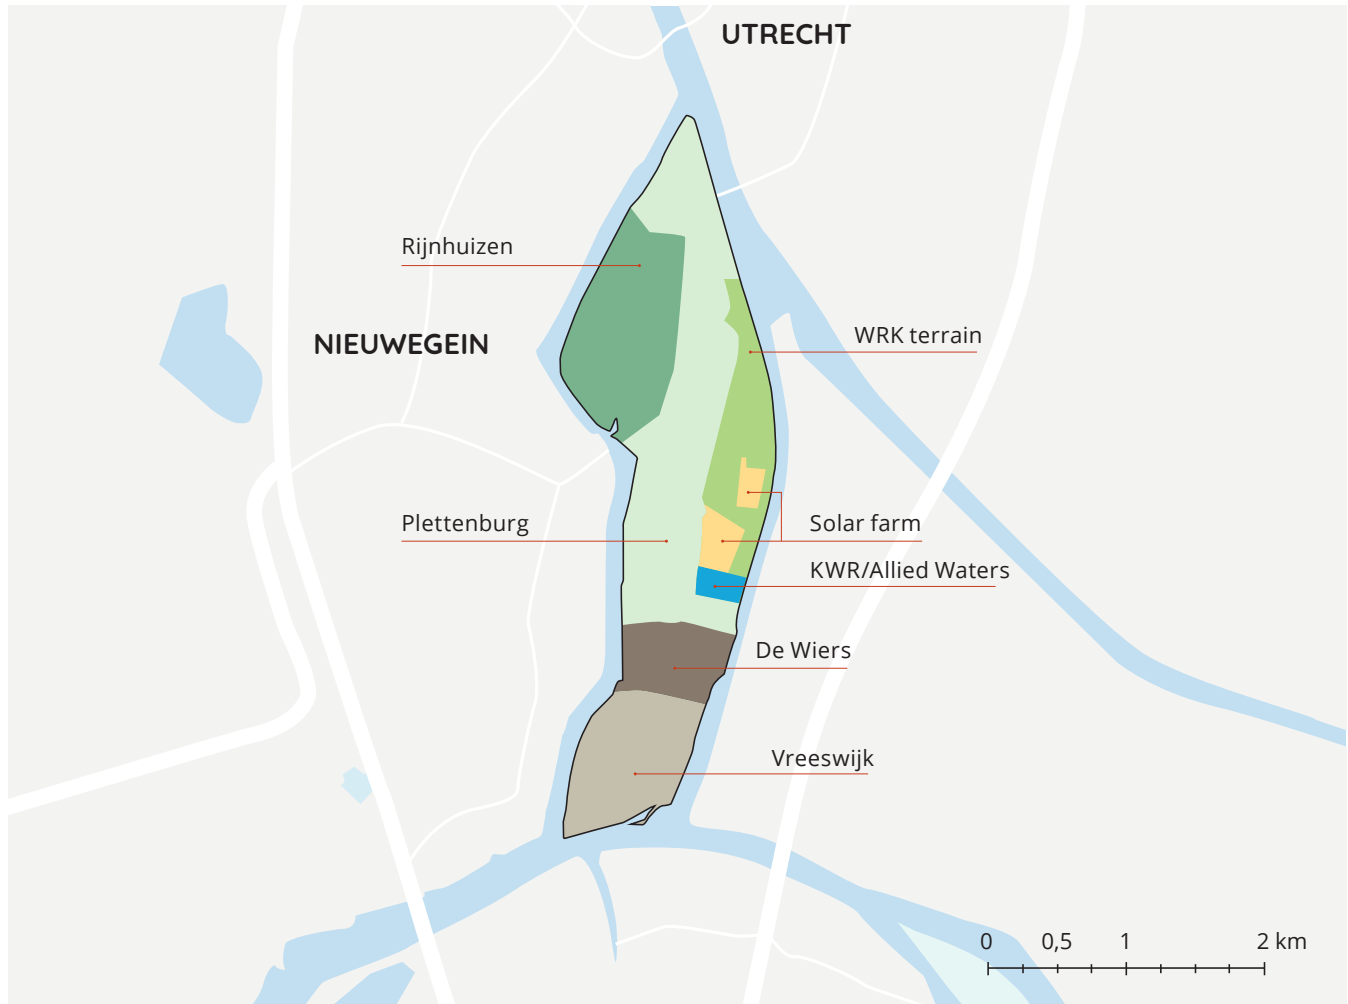 UTRECHT
Rijnhuizen
NIEUWEGEIN
WRK terrain
Plettenburg
Solar farm
KWR/Allied Waters
De Wiers
Vreeswijk
0 0,5 1 2 km